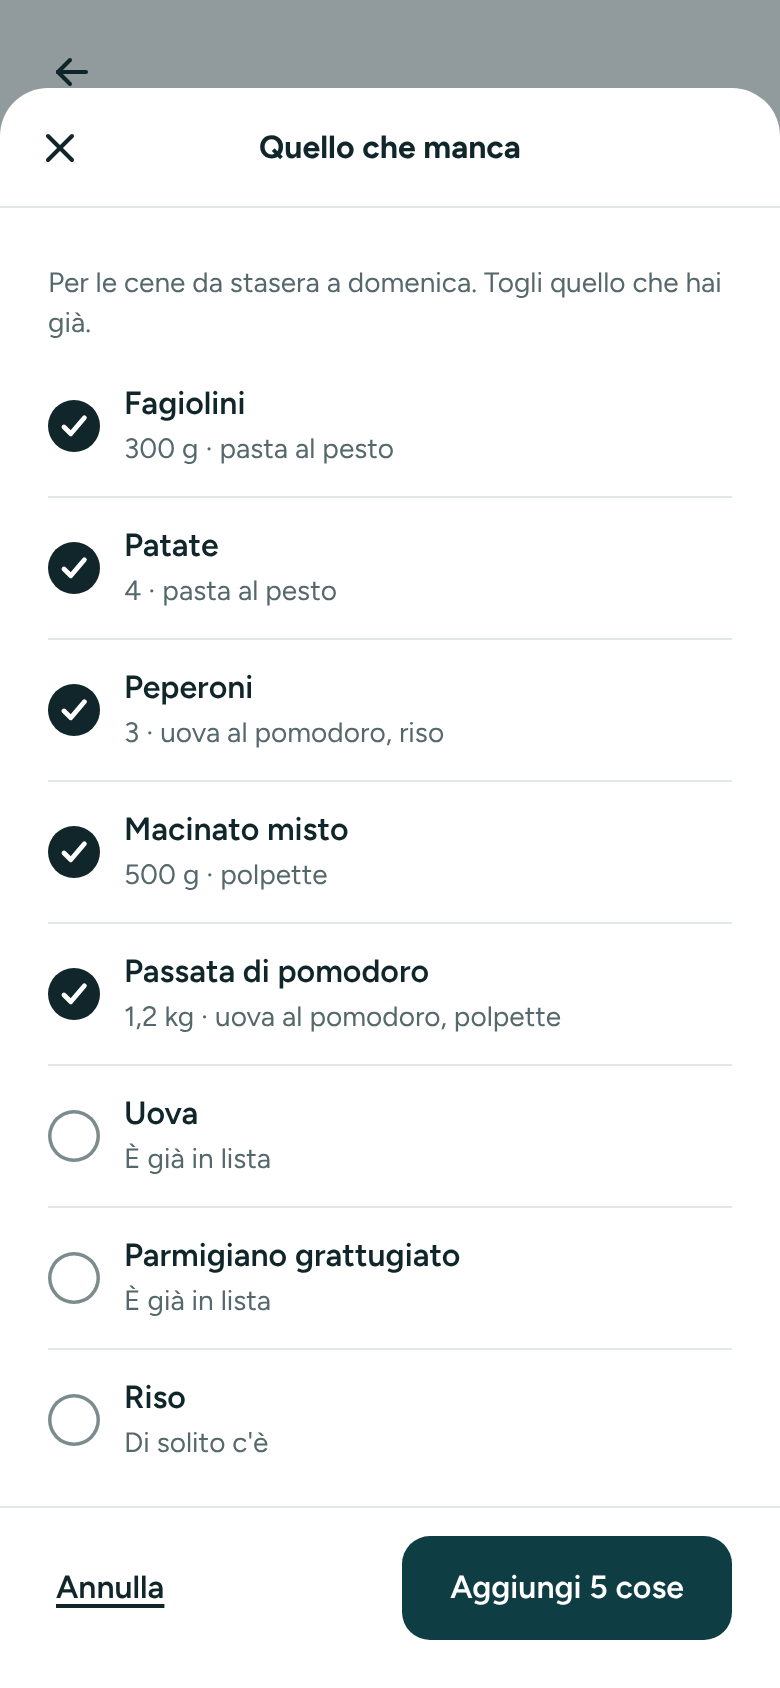 Quello che manca
Per le cene da stasera a domenica. Togli quello che hai
già.
Fagiolini
300 g · pasta al pesto
Patate
4 · pasta al pesto
Peperoni
3 · uova al pomodoro, riso
Macinato misto
500 g · polpette
Passata di pomodoro
1,2 kg · uova al pomodoro, polpette
Uova
È già in lista
Parmigiano grattugiato
È già in lista
Riso
Di solito c'è
Annulla
Aggiungi 5 cose